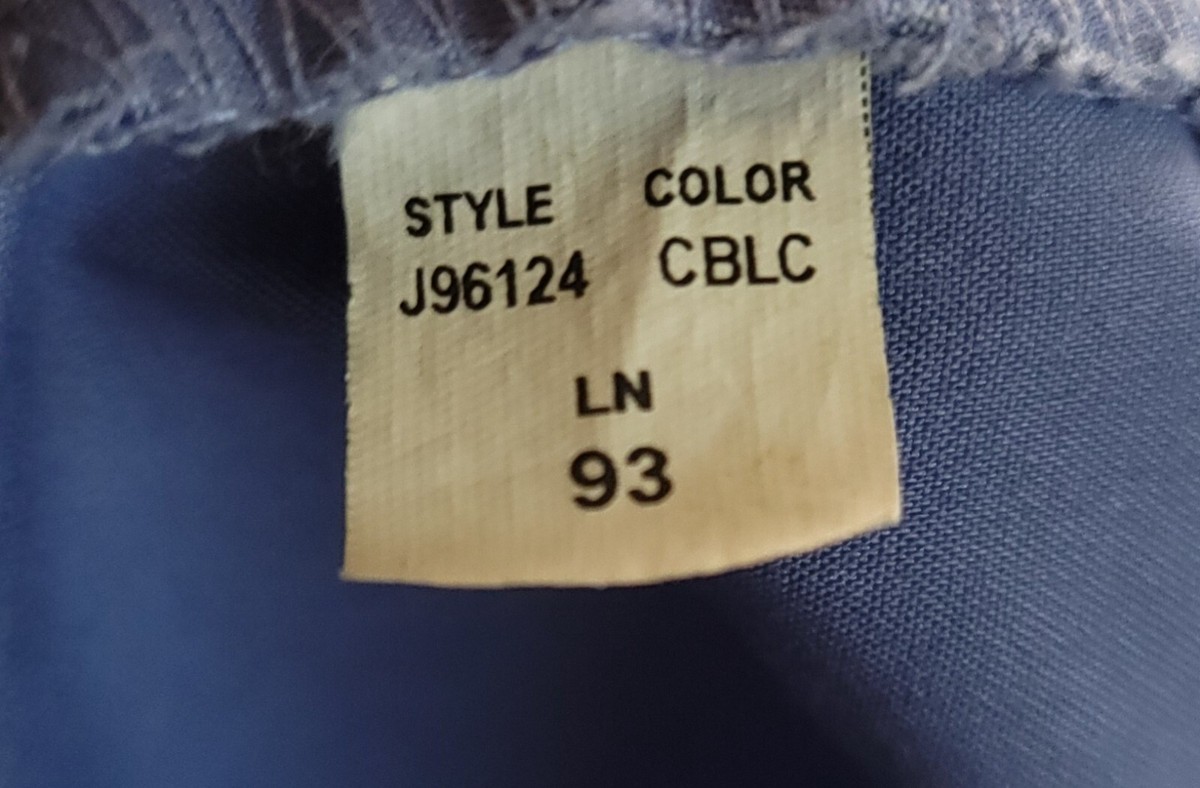 STYLE COLOR
J96124 CBLC
LN
93